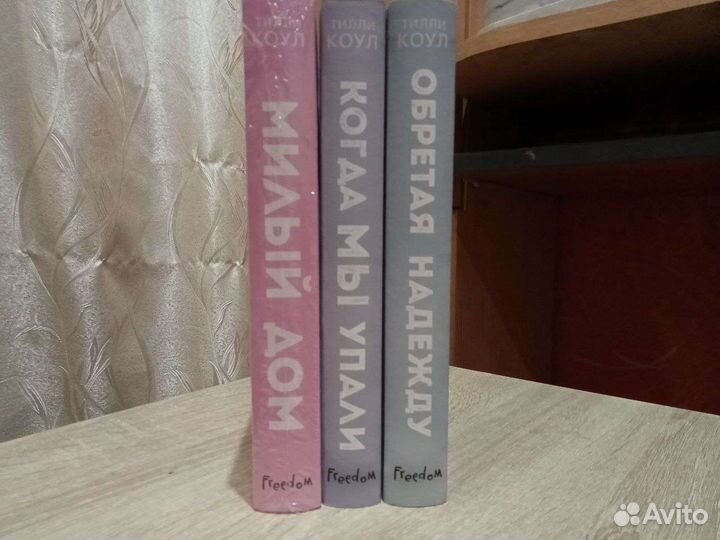 ТИЛЛИ
КОУЛ
МИЛЫЙ ДОМ
Freedom
ТИЛЛИ
КОУЛ
КОГДА МЫ УПАЛИ
Freedom
ТИЛЛИ
КОУЛ
ОБРЕТАЯ НАДЕЖДУ
Freedom
Avito